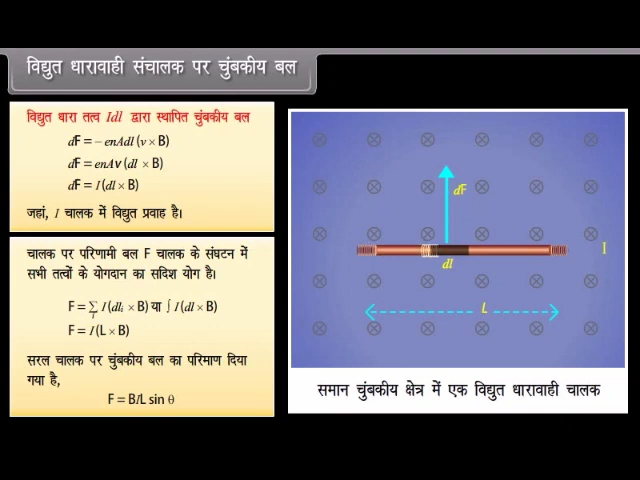 विद्युत धारावाही संचालक पर चुंबकीय बल
विद्युत धारा तत्व Idl द्वारा स्थापित चुंबकीय बल
dF = − enAdl (v × B)
dF = enAv (dl × B)
dF = I (dl × B)
जहां, I चालक में विद्युत प्रवाह है।
चालक पर परिणामी बल F चालक के संघटन में
सभी तत्वों के योगदान का सदिश योग है।
F = ∑ I (dlᵢ × B) या ∫ I (dl × B)
i
F = I (L × B)
सरल चालक पर चुंबकीय बल का परिमाण दिया
गया है,
F = BIL sin θ
dF
I
dl
L
समान चुंबकीय क्षेत्र में एक विद्युत धारावाही चालक